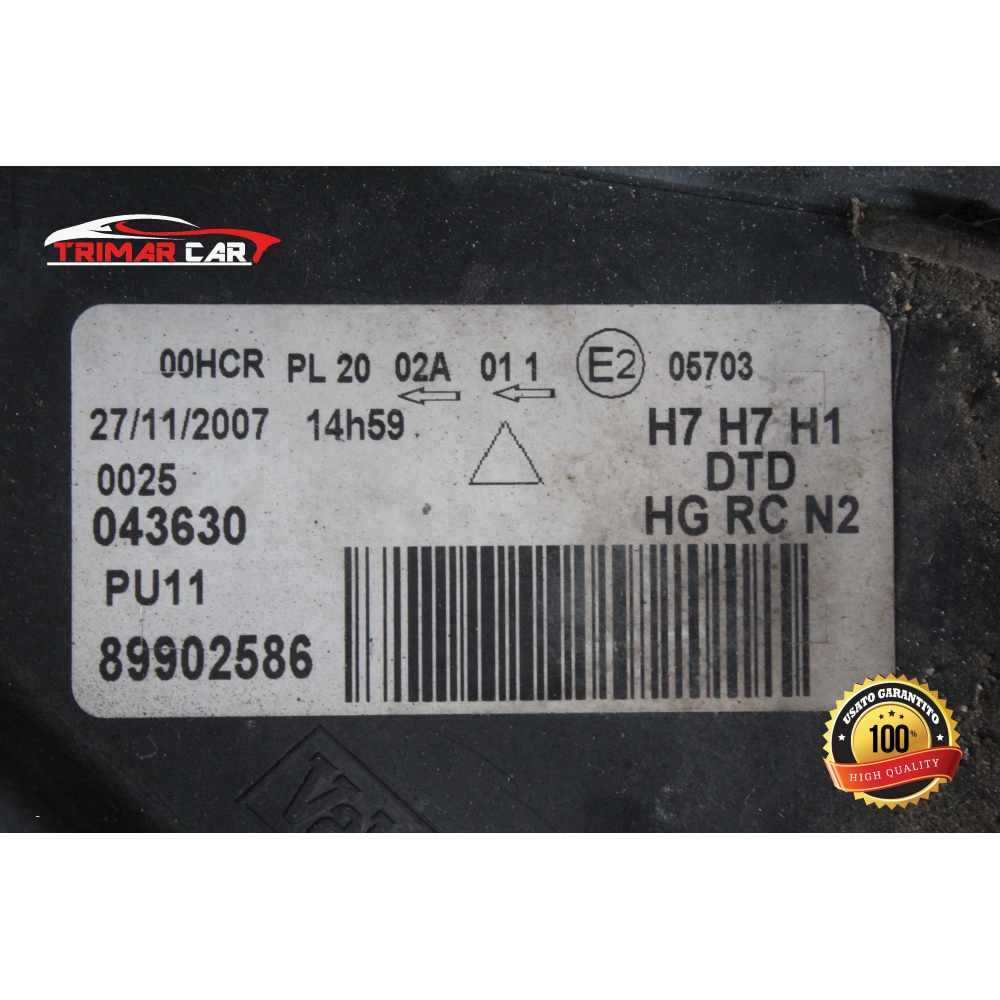 TRIMAR CAR
00HCR PL 20 02A 01 1 E2 05703
27/11/2007 14h59 H7 H7 H1
0025 DTD
043630 HG RC N2
PU11
89902586
USATO GARANTITO
100%
HIGH QUALITY